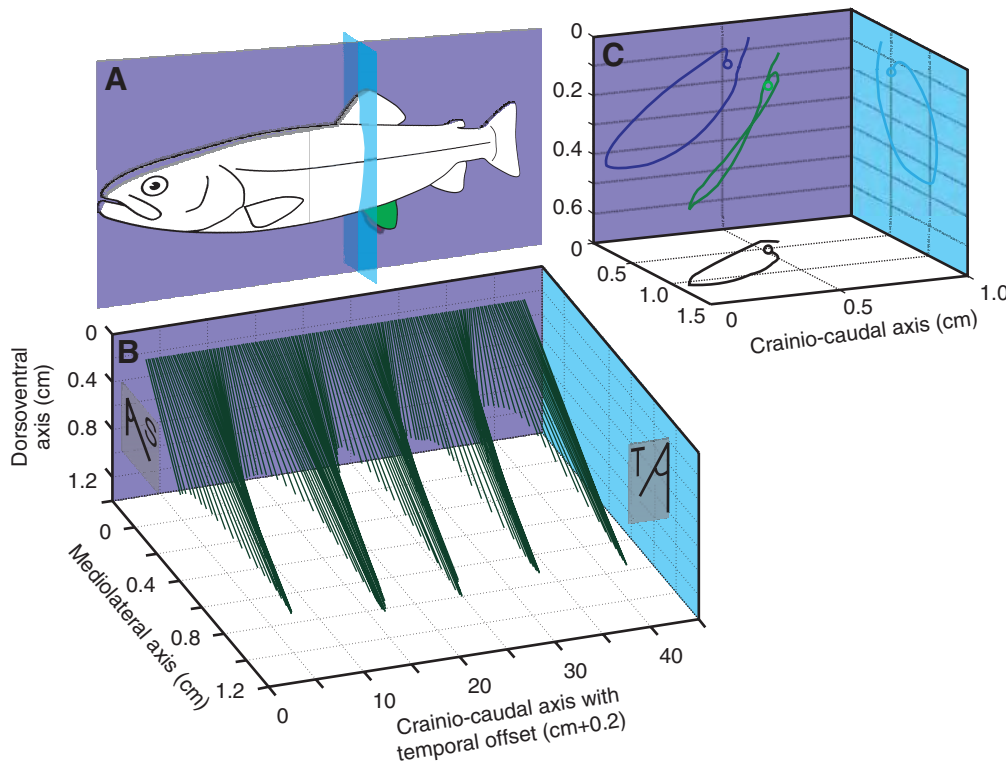 A
B
0
0.4
0.8
1.2
Dorsoventral
axis (cm)
A
S
T
0
0.4
0.8
1.2
Mediolateral axis (cm)
0
10
20
30
40
Crainio-caudal axis with
temporal offset (cm+0.2)
C
0
0.2
0.4
0.6
0
0.5
1.0
1.5
0
0.5
1.0
Crainio-caudal axis (cm)